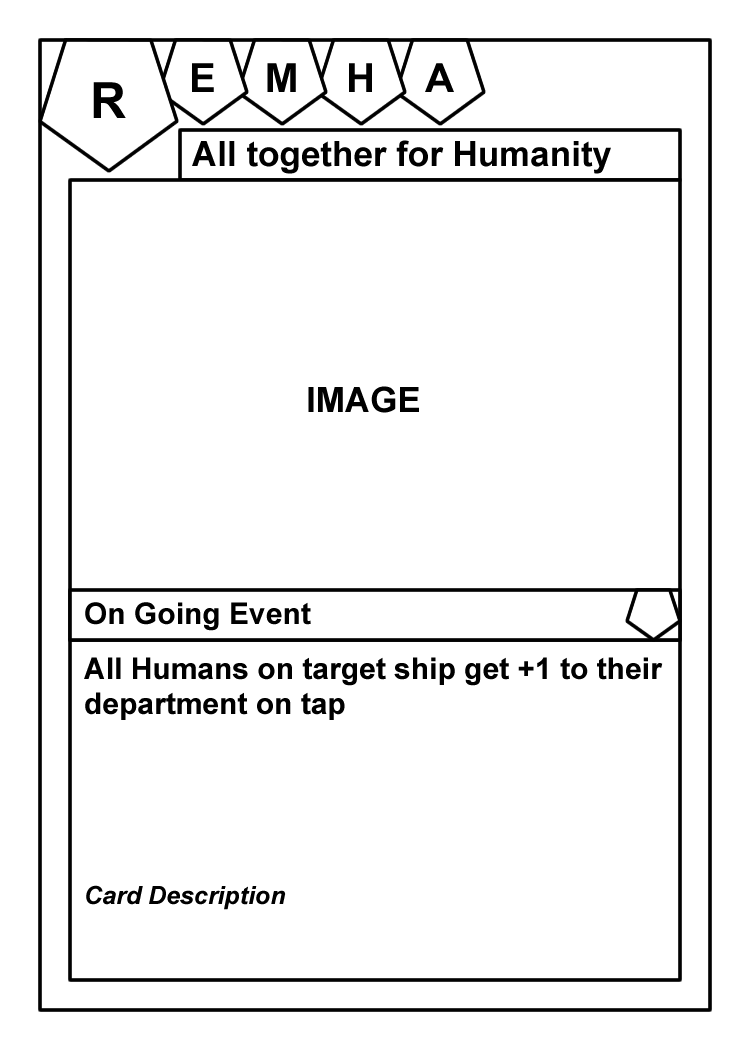 R E M H A
All together for Humanity
IMAGE
On Going Event
All Humans on target ship get +1 to their
department on tap
Card Description